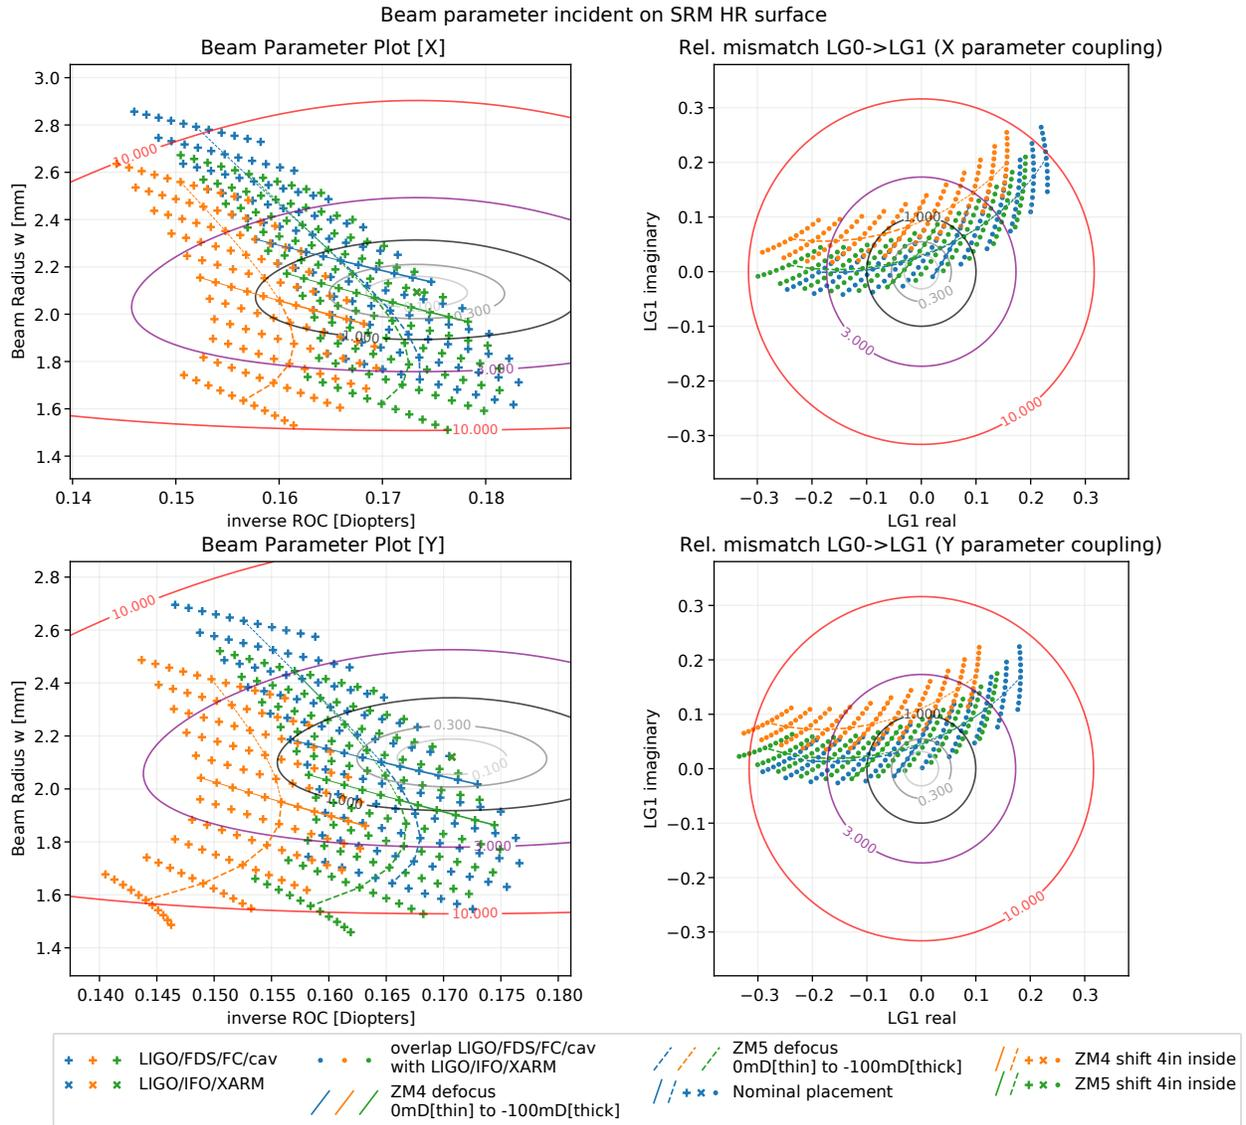 Beam parameter incident on SRM HR surface
Beam Parameter Plot [X]
3.0
2.8
2.6
2.4
2.2
2.0
1.8
1.6
1.4
Beam Radius w [mm]
10.000
0.300
1.000
3.000
10.000
0.14 0.15 0.16 0.17 0.18
inverse ROC [Diopters]
Rel. mismatch LG0->LG1 (X parameter coupling)
0.3
0.2
0.1
0.0
−0.1
−0.2
−0.3
LG1 imaginary
1.000
0.300
3.000
10.000
−0.3 −0.2 −0.1 0.0 0.1 0.2 0.3
LG1 real
Beam Parameter Plot [Y]
2.8
2.6
2.4
2.2
2.0
1.8
1.6
1.4
Beam Radius w [mm]
10.000
0.300
0.100
1.000
3.000
10.000
0.140 0.145 0.150 0.155 0.160 0.165 0.170 0.175 0.180
inverse ROC [Diopters]
Rel. mismatch LG0->LG1 (Y parameter coupling)
0.3
0.2
0.1
0.0
−0.1
−0.2
−0.3
LG1 imaginary
1.000
0.300
3.000
10.000
−0.3 −0.2 −0.1 0.0 0.1 0.2 0.3
LG1 real
LIGO/FDS/FC/cav
LIGO/IFO/XARM
overlap LIGO/FDS/FC/cav
with LIGO/IFO/XARM
ZM4 defocus
0mD[thin] to -100mD[thick]
ZM5 defocus
0mD[thin] to -100mD[thick]
Nominal placement
ZM4 shift 4in inside
ZM5 shift 4in inside